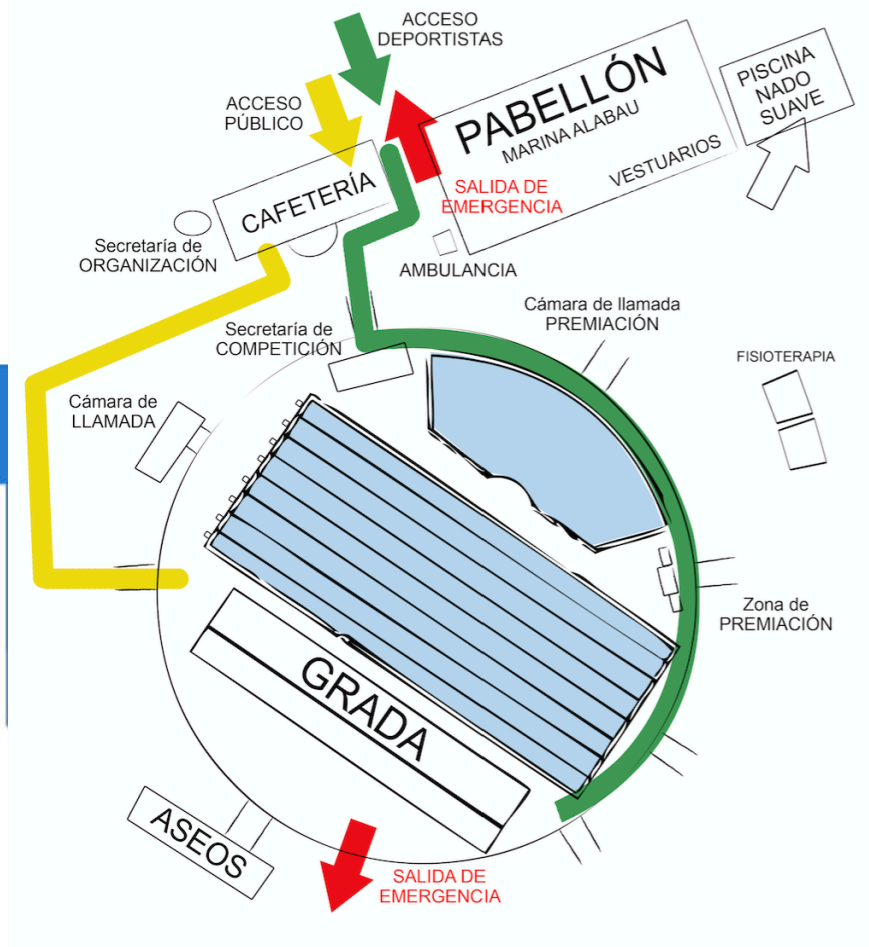 ACCESO
DEPORTISTAS
ACCESO
PÚBLICO
PABELLÓN
MARINA ALABAU
VESTUARIOS
PISCINA
NADO
SUAVE
CAFETERÍA
SALIDA DE
EMERGENCIA
Secretaría de
ORGANIZACIÓN
AMBULANCIA
Cámara de llamada
PREMIACIÓN
Secretaría de
COMPETICIÓN
FISIOTERAPIA
Cámara de
LLAMADA
Zona de
PREMIACIÓN
GRADA
ASEOS
SALIDA DE
EMERGENCIA